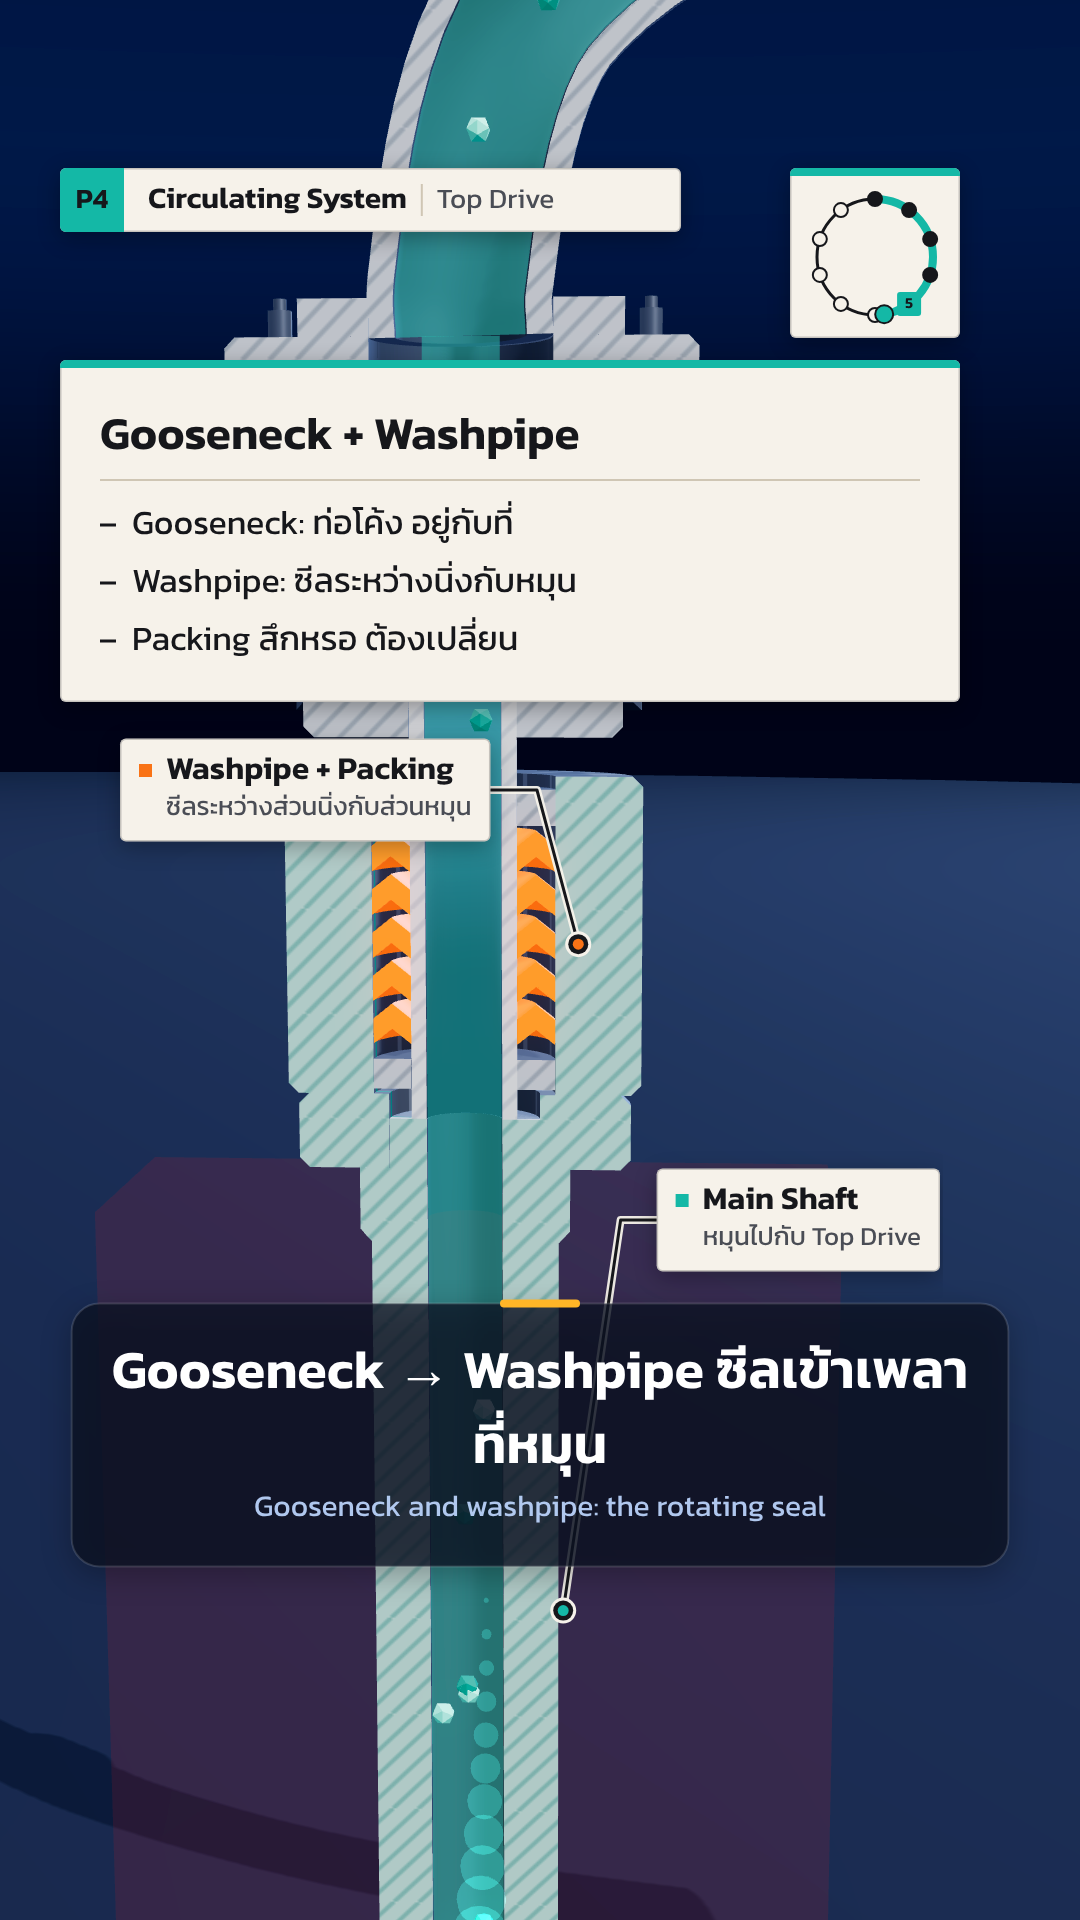 P4 Circulating System | Top Drive
5
Gooseneck + Washpipe
– Gooseneck: ท่อโค้ง อยู่กับที่
– Washpipe: ซีลระหว่างนิ่งกับหมุน
– Packing สึกหรอ ต้องเปลี่ยน
Washpipe + Packing
ซีลระหว่างส่วนนิ่งกับส่วนหมุน
Main Shaft
หมุนไปกับ Top Drive
Gooseneck → Washpipe ซีลเข้าเพลา
ที่หมุน
Gooseneck and washpipe: the rotating seal